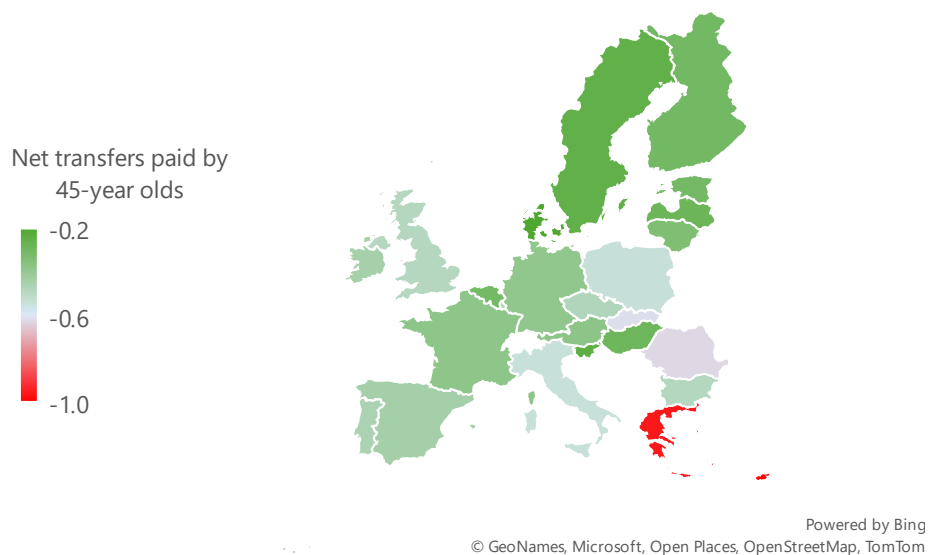 Net transfers paid by
45-year olds
-0.2
-0.6
-1.0
Powered by Bing
© GeoNames, Microsoft, Open Places, OpenStreetMap, TomTom